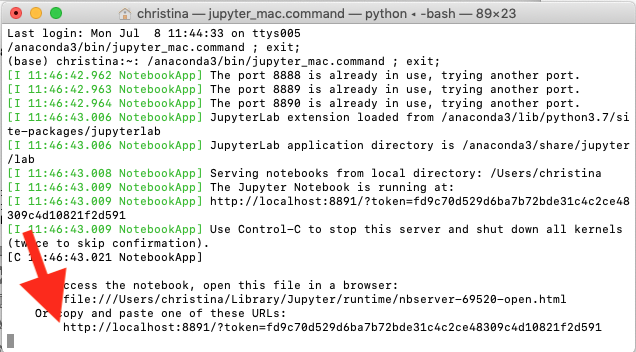 christina — jupyter_mac.command — python ◂ -bash — 89×23
Last login: Mon Jul  8 11:44:33 on ttys005
/anaconda3/bin/jupyter_mac.command ; exit;
(base) christina:~: /anaconda3/bin/jupyter_mac.command ; exit;
[I 11:46:42.962 NotebookApp] The port 8888 is already in use, trying another port.
[I 11:46:42.963 NotebookApp] The port 8889 is already in use, trying another port.
[I 11:46:42.964 NotebookApp] The port 8890 is already in use, trying another port.
[I 11:46:43.006 NotebookApp] JupyterLab extension loaded from /anaconda3/lib/python3.7/si
te-packages/jupyterlab
[I 11:46:43.006 NotebookApp] JupyterLab application directory is /anaconda3/share/jupyter
/lab
[I 11:46:43.008 NotebookApp] Serving notebooks from local directory: /Users/christina
[I 11:46:43.009 NotebookApp] The Jupyter Notebook is running at:
[I 11:46:43.009 NotebookApp] http://localhost:8891/?token=fd9c70d529d6ba7b72bde31c4c2ce48
309c4d10821f2d591
[I 11:46:43.009 NotebookApp] Use Control-C to stop this server and shut down all kernels
(twice to skip confirmation).
[C 11:46:43.021 NotebookApp]
access the notebook, open this file in a browser:
file:///Users/christina/Library/Jupyter/runtime/nbserver-69520-open.html
Or copy and paste one of these URLs:
http://localhost:8891/?token=fd9c70d529d6ba7b72bde31c4c2ce48309c4d10821f2d591